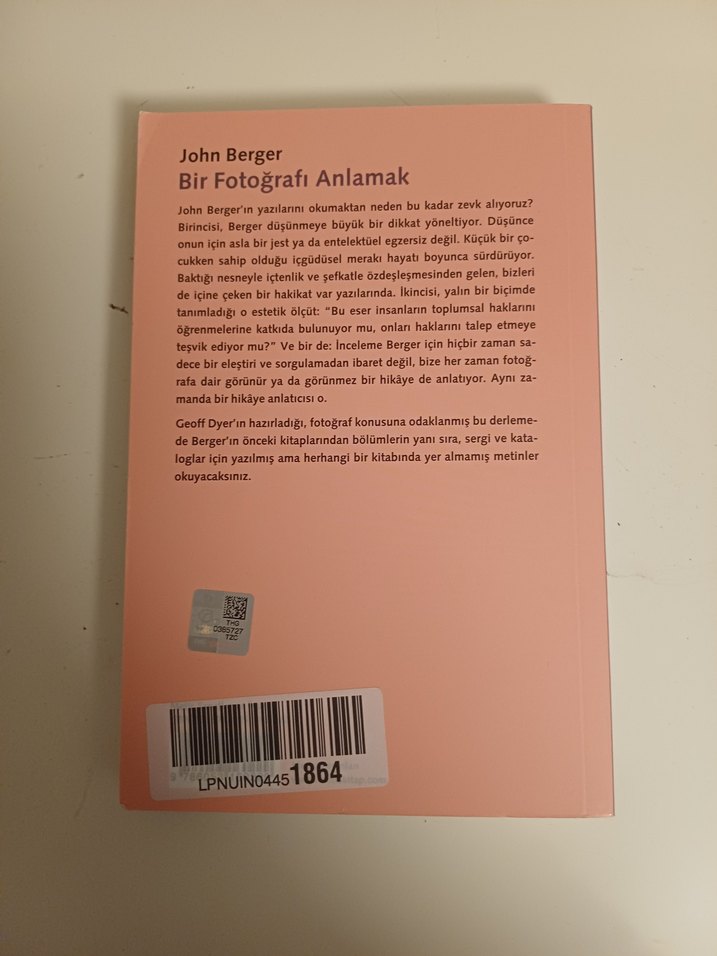 John Berger
Bir Fotoğrafı Anlamak
John Berger'ın yazılarını okumaktan neden bu kadar zevk alıyoruz?
Birincisi, Berger düşünmeye büyük bir dikkat yöneltiyor. Düşünce
onun için asla bir jest ya da entelektüel egzersiz değil. Küçük bir ço-
cukken sahip olduğu içgüdüsel merakı hayatı boyunca sürdürüyor.
Baktığı nesneyle içtenlik ve şefkatle özdeşleşmesinden gelen, bizleri
de içine çeken bir hakikat var yazılarında. İkincisi, yalın bir biçimde
tanımladığı o estetik ölçüt: “Bu eser insanların toplumsal haklarını
öğrenmelerine katkıda bulunuyor mu, onları haklarını talep etmeye
teşvik ediyor mu?” Ve bir de: İnceleme Berger için hiçbir zaman sa-
dece bir eleştiri ve sorgulamadan ibaret değil, bize her zaman fotoğ-
rafa dair görünür ya da görünmez bir hikâye de anlatıyor. Aynı za-
manda bir hikâye anlatıcısı o.
Geoff Dyer'ın hazırladığı, fotoğraf konusuna odaklanmış bu derleme-
de Berger'ın önceki kitaplarından bölümlerin yanı sıra, sergi ve kata-
loglar için yazılmış ama herhangi bir kitabında yer almamış metinler
okuyacaksınız.
THG
0385727
TZC
LPNUIN04451864